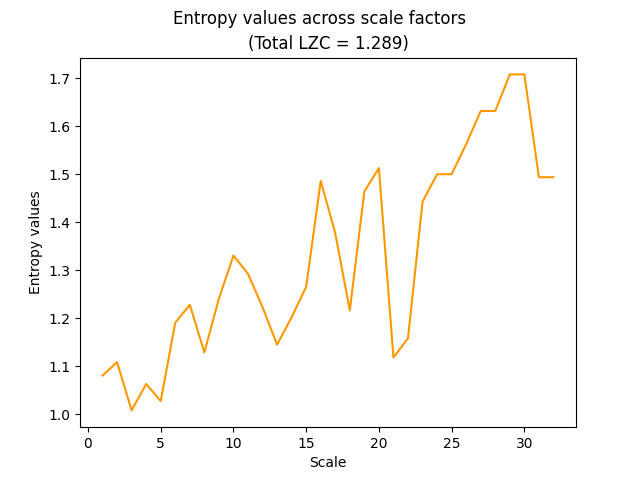 Entropy values across scale factors
(Total LZC = 1.289)
1.7
1.6
1.5
1.4
1.3
1.2
1.1
1.0
Entropy values
0 5 10 15 20 25 30
Scale